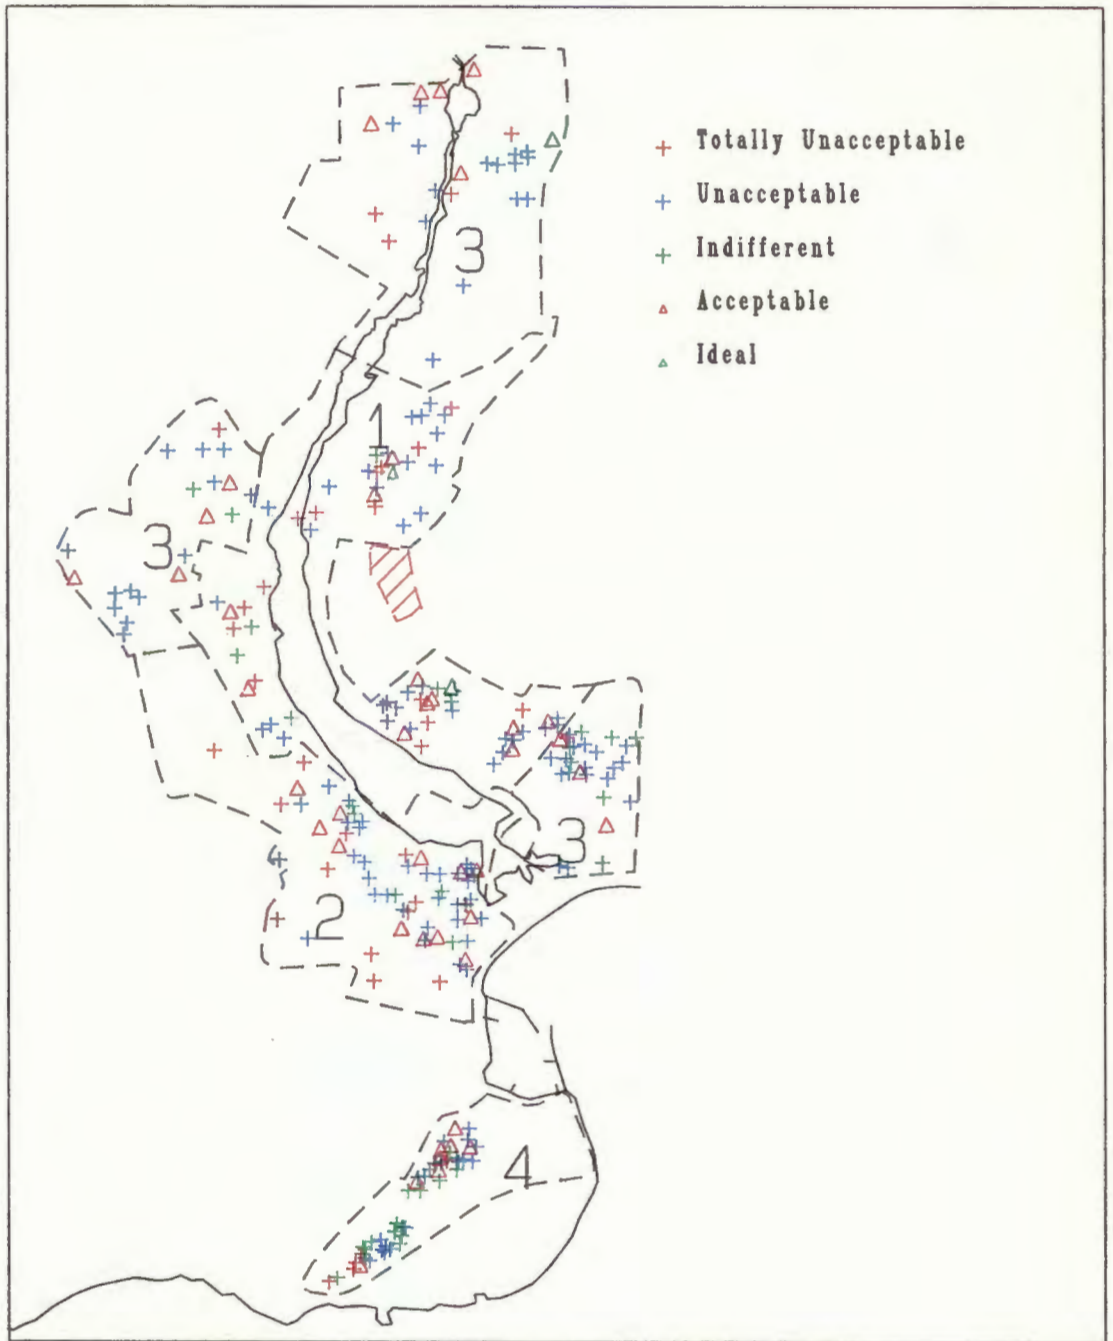 Totally Unacceptable
Unacceptable
3
Indifferent
Acceptable
Ideal
1
3
3
2
4